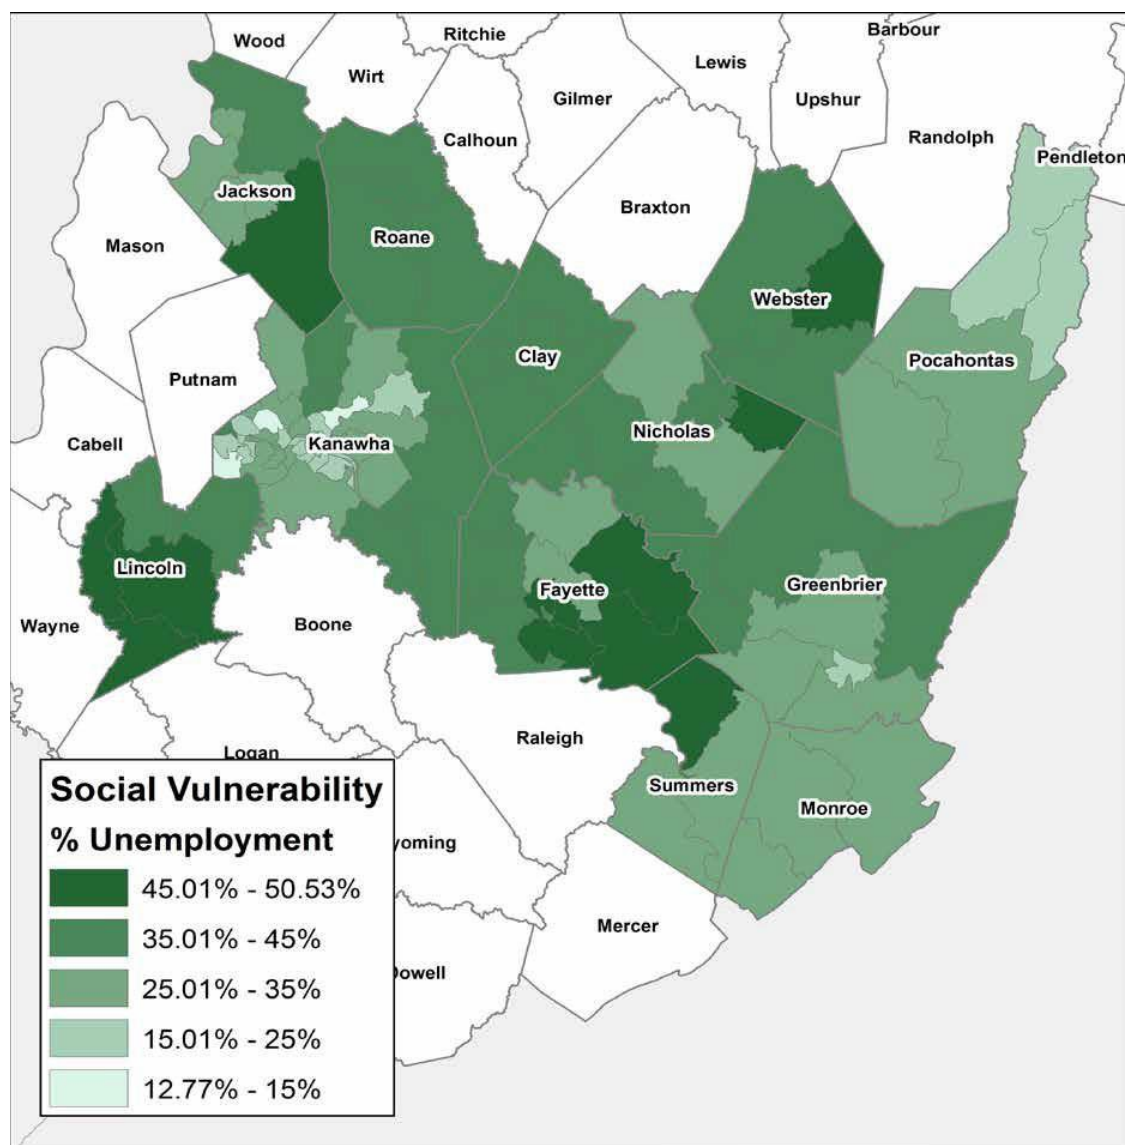 Barbour
Ritchie
Wood
Lewis
Wirt
Gilmer
Upshur
Randolph
Calhoun
Pendleton
Jackson
Braxton
Roane
Mason
Webster
Clay
Pocahontas
Putnam
Nicholas
Kanawha
Cabell
Lincoln
Greenbrier
Fayette
Wayne
Boone
Raleigh
Logan
Summers
Monroe
Social Vulnerability
% Unemployment
yoming
45.01% - 50.53%
35.01% - 45%
Mercer
Dowell
25.01% - 35%
15.01% - 25%
12.77% - 15%